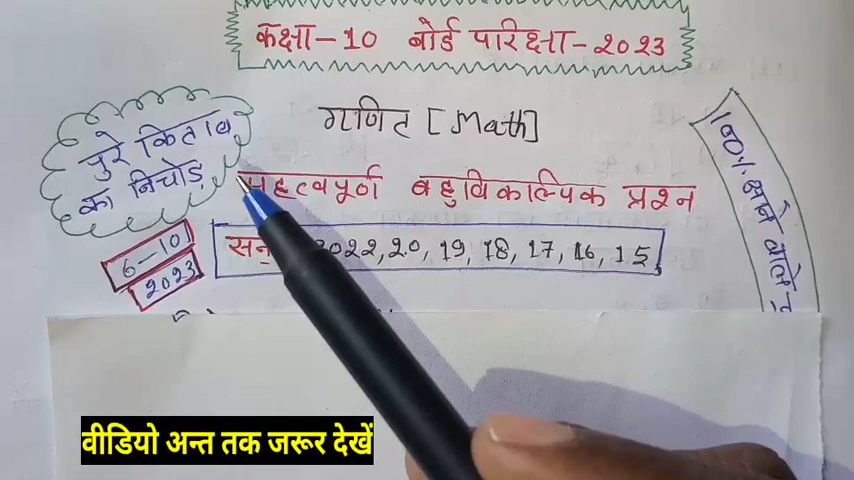 कक्षा-10 बोर्ड परिक्षा-2023
गणित [Math]
पुरे किताब
का निचोड़
महत्वपूर्ण बहुविकल्पिक प्रश्न
6-10
2023
सन् 2022, 20, 19, 18, 17, 16, 15
100% आने वाले
वीडियो अन्त तक जरूर देखें